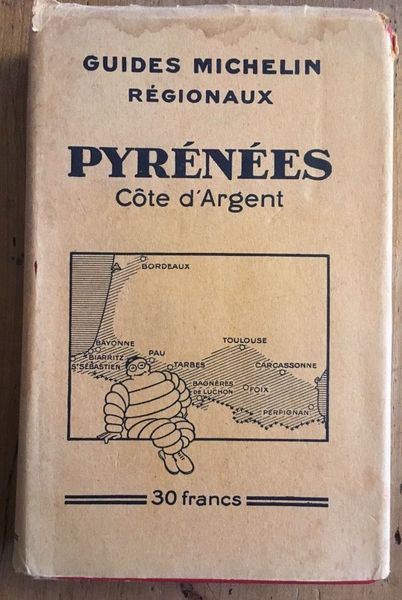 GUIDES MICHELIN
RÉGIONAUX
PYRÉNÉES
Côte d'Argent
BORDEAUX
BAYONNE
BIARRITZ
ST SÉBASTIEN
PAU
TARBES
TOULOUSE
BAGNÈRES
DE LUCHON
FOIX
CARCASSONNE
PERPIGNAN
30 francs